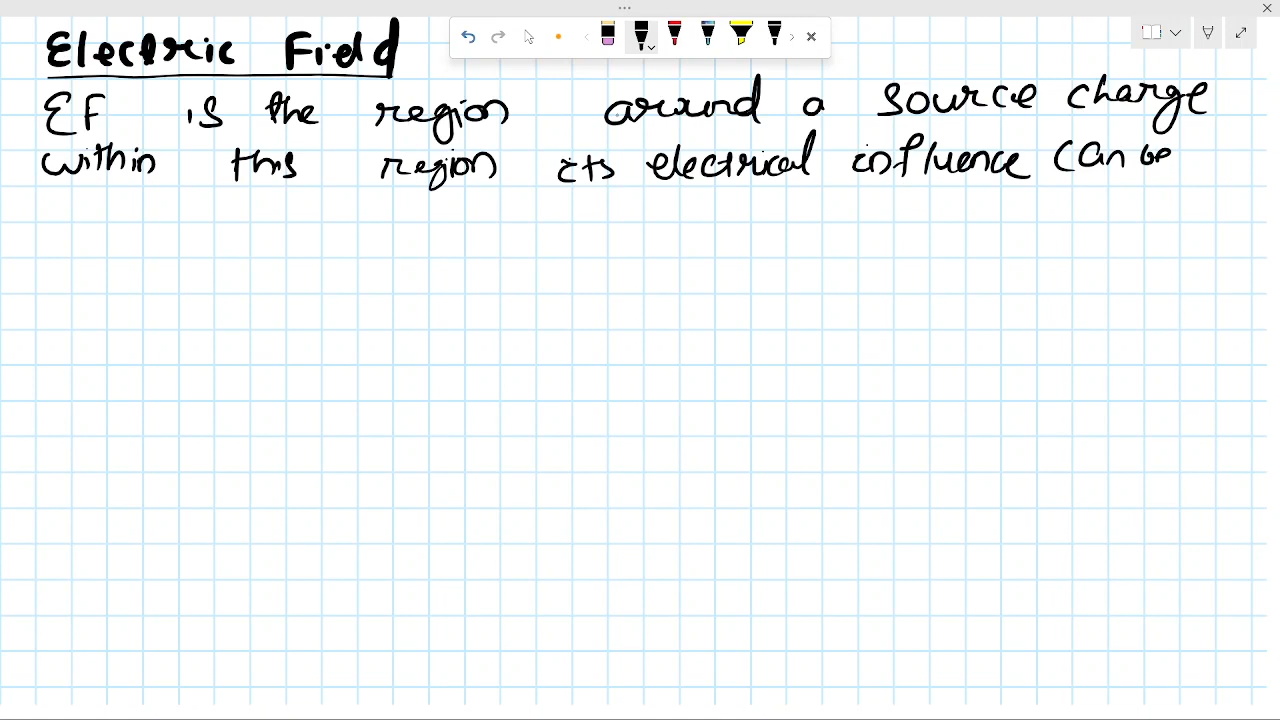 Electric Field
EF is the region around a source charge
within this region its electrical influence can be